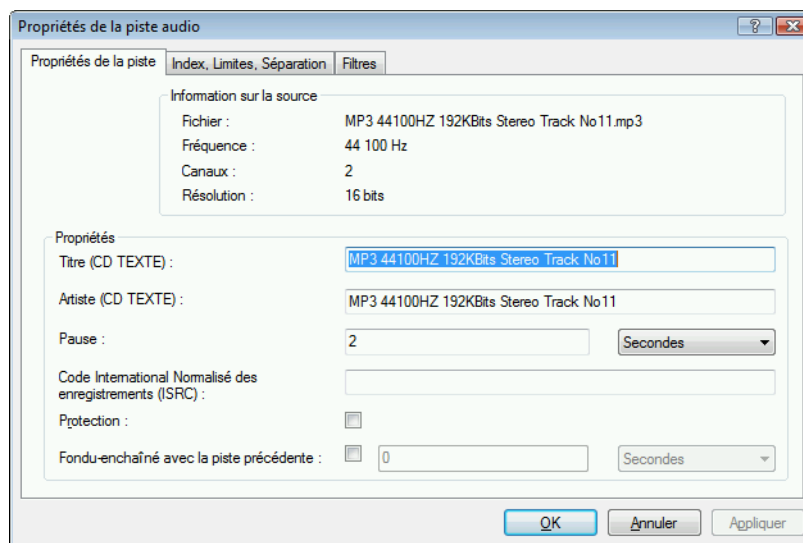 Propriétés de la piste audio
Propriétés de la piste
Index, Limites, Séparation
Filtres
Information sur la source
Fichier : MP3 44100HZ 192KBits Stereo Track No11.mp3
Fréquence : 44 100 Hz
Canaux : 2
Résolution : 16 bits
Propriétés
Titre (CD TEXTE) : MP3 44100HZ 192KBits Stereo Track No11
Artiste (CD TEXTE) : MP3 44100HZ 192KBits Stereo Track No11
Pause : 2 Secondes
Code International Normalisé des
enregistrements (ISRC) :
Protection :
Fondu-enchaîné avec la piste précédente : 0 Secondes
OK Annuler Appliquer